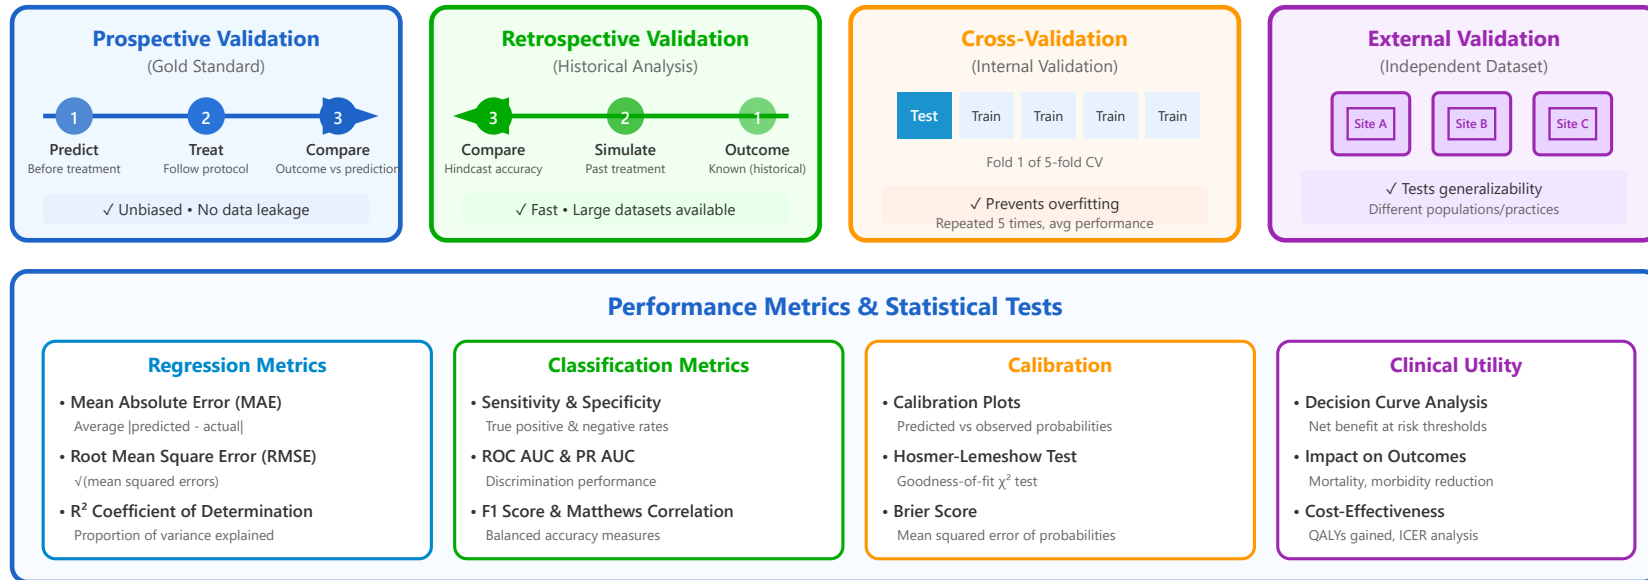 Prospective Validation
(Gold Standard)
1
2
3
Predict
Treat
Compare
Before treatment
Follow protocol
Outcome vs prediction
✓ Unbiased • No data leakage
Retrospective Validation
(Historical Analysis)
3
2
1
Compare
Simulate
Outcome
Hindcast accuracy
Past treatment
Known (historical)
✓ Fast • Large datasets available
Cross-Validation
(Internal Validation)
Test
Train
Train
Train
Train
Fold 1 of 5-fold CV
✓ Prevents overfitting
Repeated 5 times, avg performance
External Validation
(Independent Dataset)
Site A
Site B
Site C
✓ Tests generalizability
Different populations/practices
Performance Metrics & Statistical Tests
Regression Metrics
• Mean Absolute Error (MAE)
Average |predicted - actual|
• Root Mean Square Error (RMSE)
√(mean squared errors)
• R² Coefficient of Determination
Proportion of variance explained
Classification Metrics
• Sensitivity & Specificity
True positive & negative rates
• ROC AUC & PR AUC
Discrimination performance
• F1 Score & Matthews Correlation
Balanced accuracy measures
Calibration
• Calibration Plots
Predicted vs observed probabilities
• Hosmer-Lemeshow Test
Goodness-of-fit χ² test
• Brier Score
Mean squared error of probabilities
Clinical Utility
• Decision Curve Analysis
Net benefit at risk thresholds
• Impact on Outcomes
Mortality, morbidity reduction
• Cost-Effectiveness
QALYs gained, ICER analysis